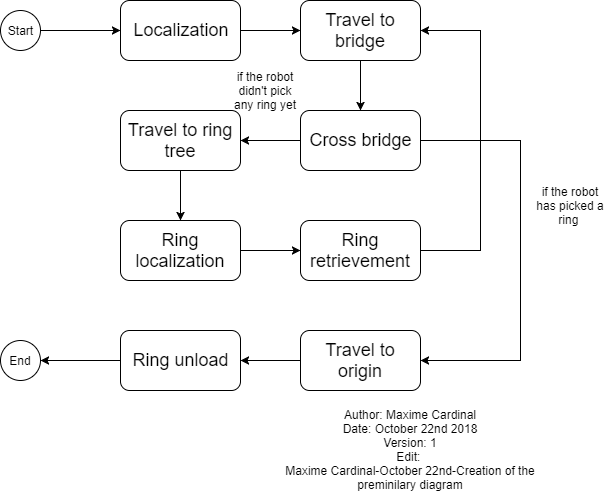 Start
Localization
Travel to
bridge
if the robot
didn't pick
any ring yet
Travel to ring
tree
Cross bridge
if the robot
has picked a
ring
Ring
localization
Ring
retrievement
End
Ring unload
Travel to
origin
Author: Maxime Cardinal
Date: October 22nd 2018
Version: 1
Edit:
Maxime Cardinal-October 22nd-Creation of the
preminilary diagram